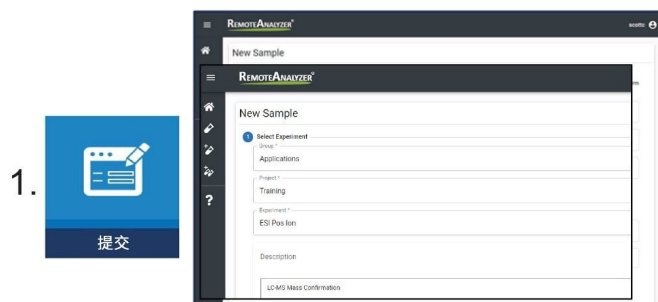 REMOTEANALYZER®
New Sample
REMOTEANALYZER®
New Sample
1 Select Experiment
Group *
Applications
Project *
Training
Experiment *
ESI Pos Ion
Description
LC-MS Mass Confirmation
?
1.
提交